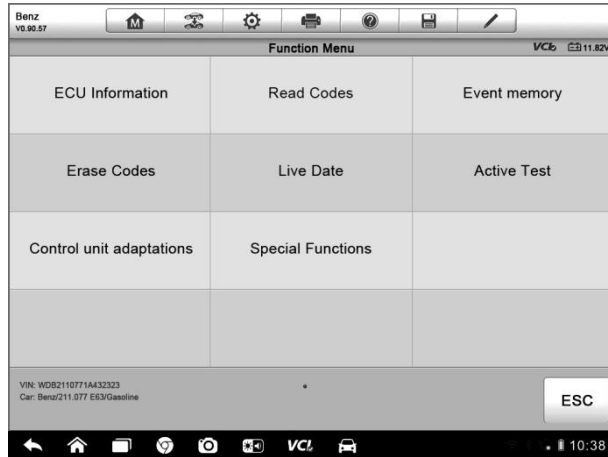 Benz
V0.90.57
Function Menu
VCI
11.82V
ECU Information
Read Codes
Event memory
Erase Codes
Live Date
Active Test
Control unit adaptations
Special Functions
VIN: WDB2110771A432323
Car: Benz/211.077 E63/Gasoline
ESC
VCI
10:38